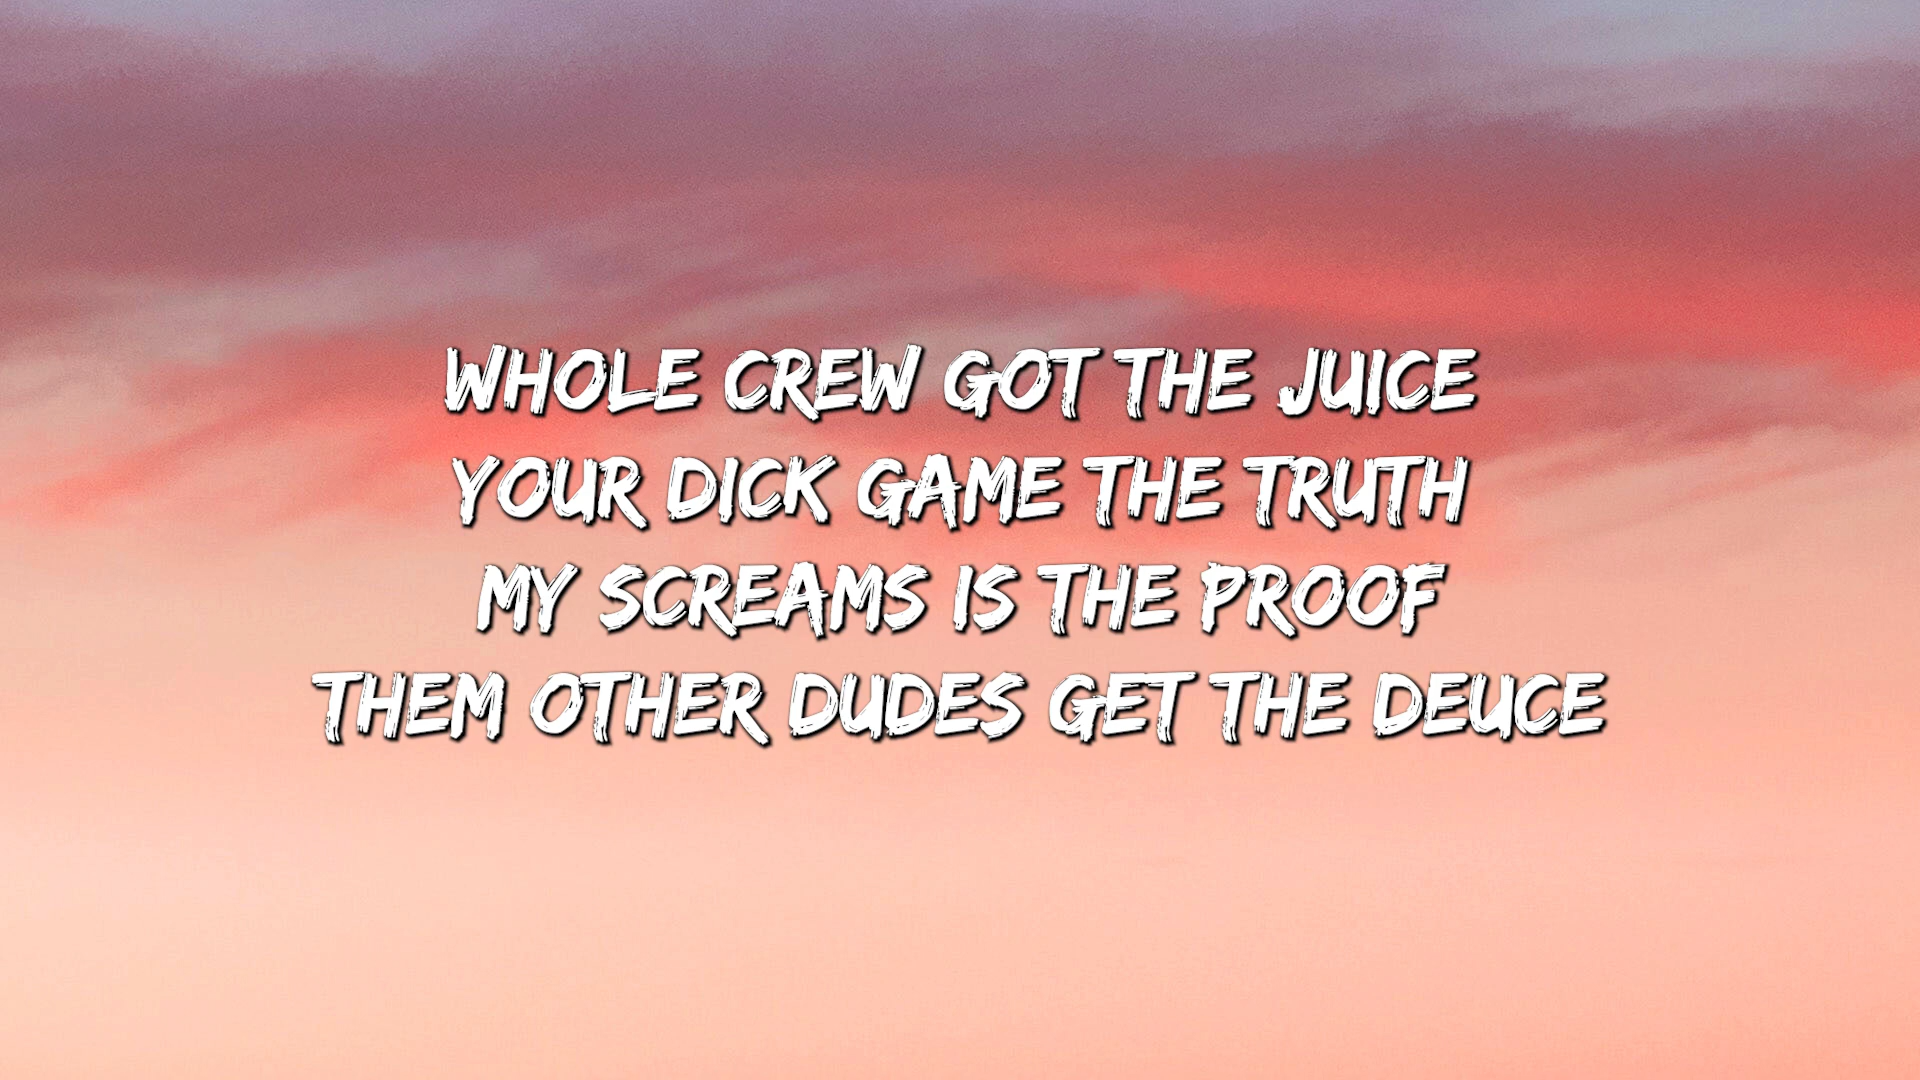 WHOLE CREW GOT THE JUICE
YOUR DICK GAME THE TRUTH
MY SCREAMS IS THE PROOF
THEM OTHER DUDES GET THE DEUCE